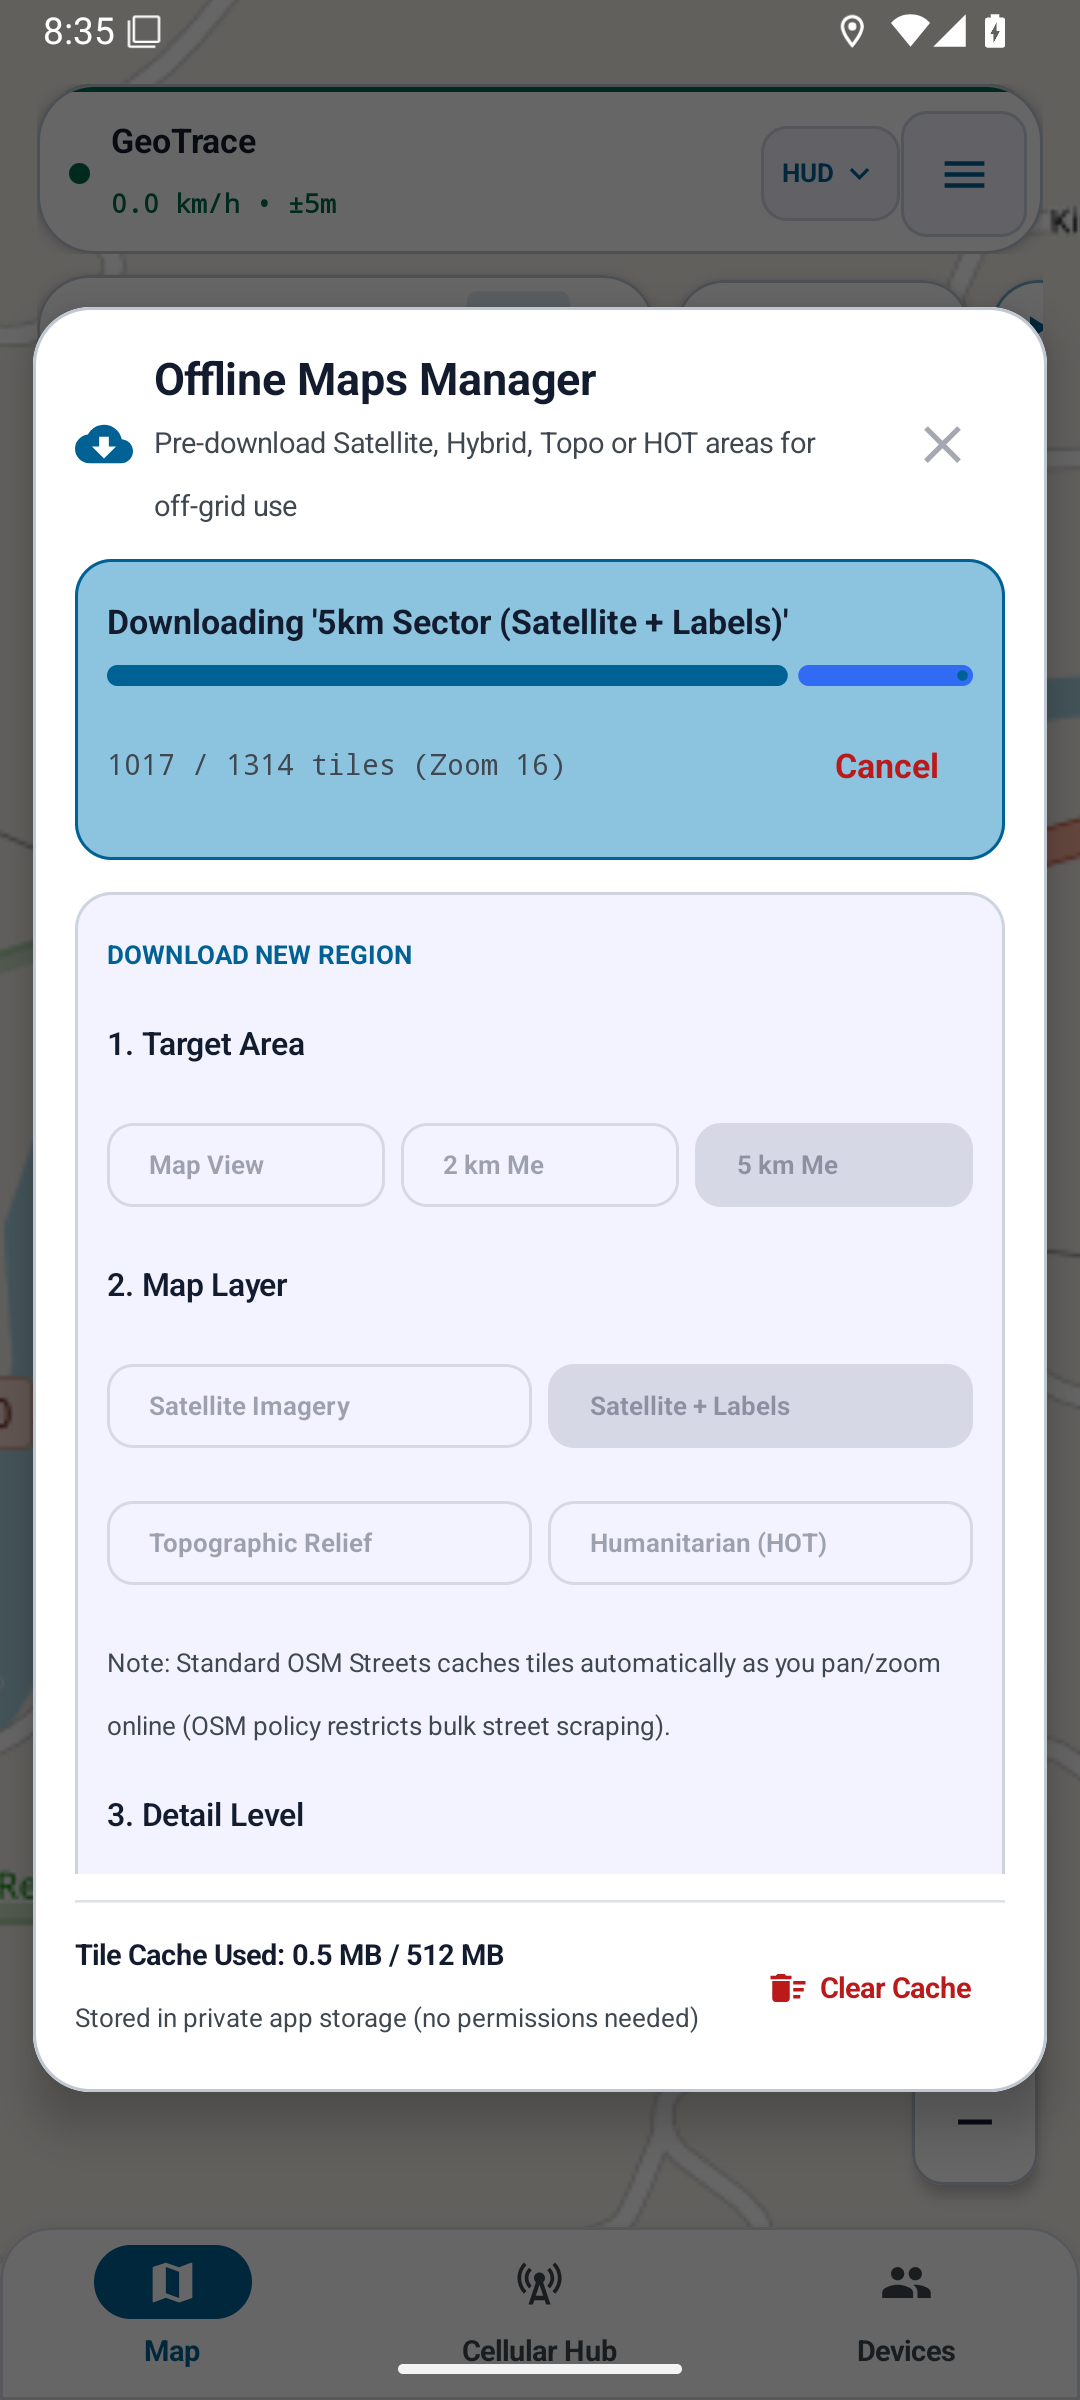 8:35
GeoTrace
0.0 km/h • ±5m
HUD
Ki
Offline Maps Manager
Pre-download Satellite, Hybrid, Topo or HOT areas for
off-grid use
Downloading '5km Sector (Satellite + Labels)'
1017 / 1314 tiles (Zoom 16)
Cancel
DOWNLOAD NEW REGION
1. Target Area
Map View
2 km Me
5 km Me
2. Map Layer
Satellite Imagery
Satellite + Labels
Topographic Relief
Humanitarian (HOT)
Note: Standard OSM Streets caches tiles automatically as you pan/zoom
online (OSM policy restricts bulk street scraping).
3. Detail Level
Re
Tile Cache Used: 0.5 MB / 512 MB
Stored in private app storage (no permissions needed)
Clear Cache
Map
Cellular Hub
Devices